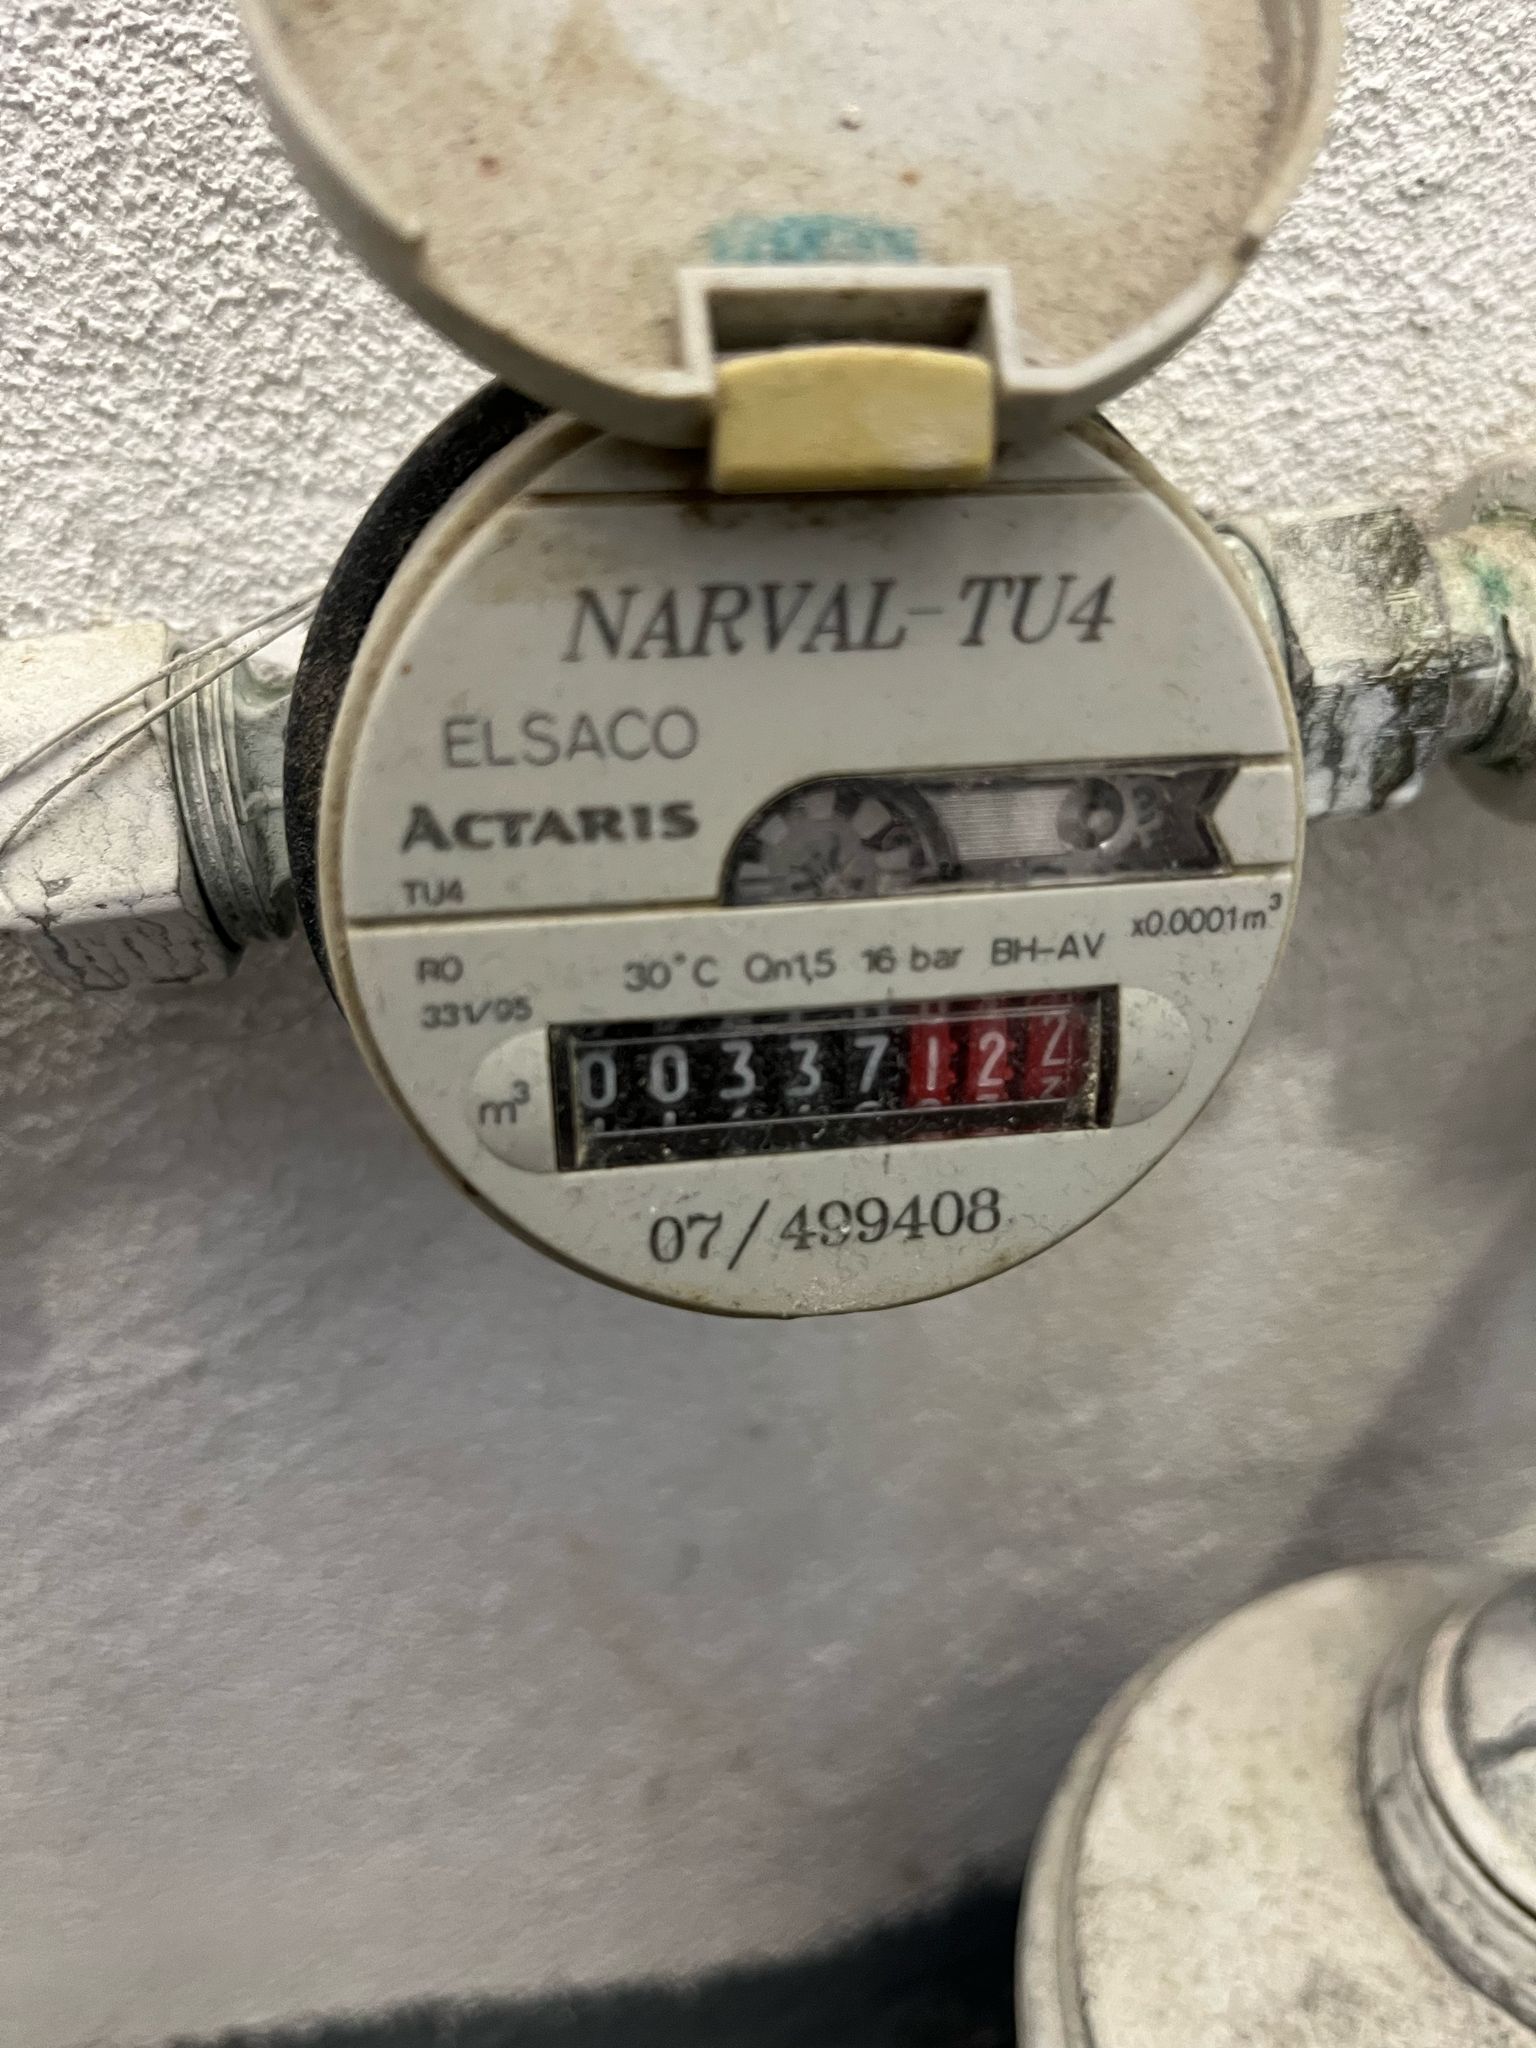 NARVAL-TU4
ELSACO
ACTARIS
TU4
x0.0001m³
RO
331/95
30°C Qn1,5 16 bar BH-AV
m³ 00337122
07/499408